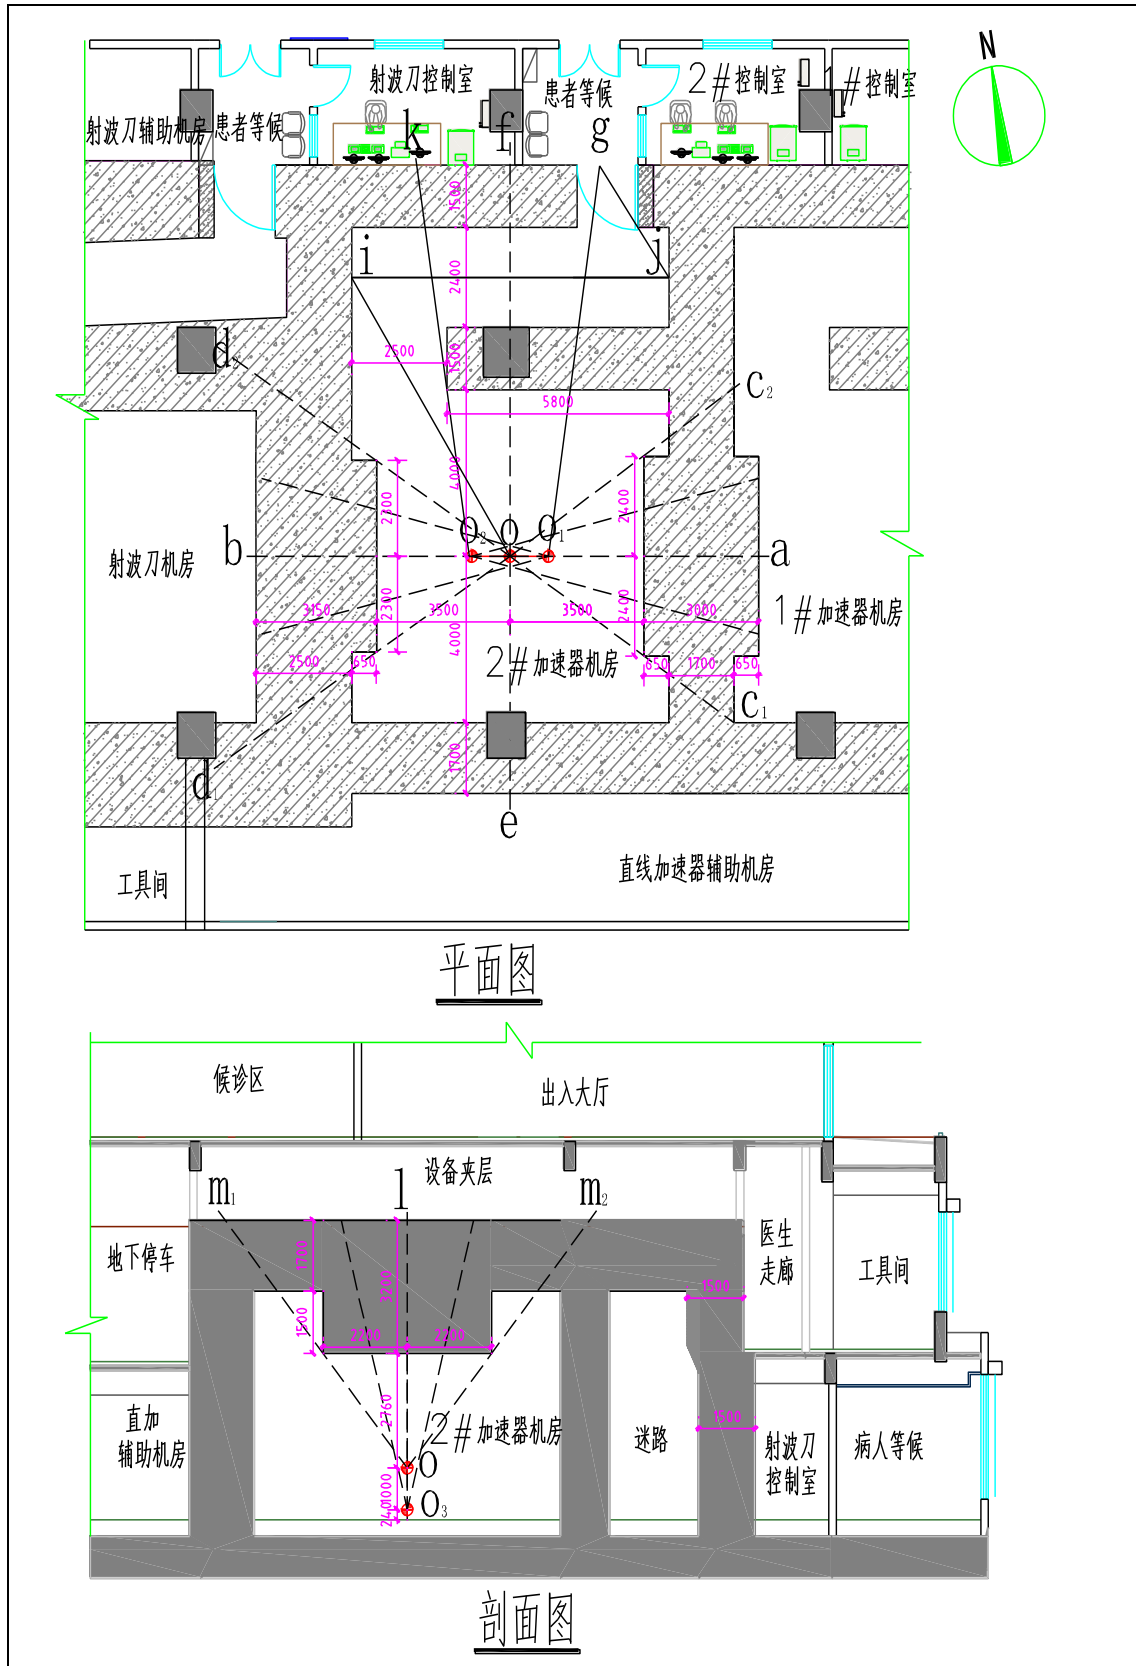 N
射波刀控制室
患者等候
2#控制室
1#控制室
射波刀辅助机房
患者等候
k
f
g
1500
i
j
2400
d₂
2500
1500
c₂
5800
4000
2300
2400
o₂
o
o₁
b
a
射波刀机房
3150
3500
3500
3000
2300
2400
1#加速器机房
4000
2#加速器机房
2500
650
650
1700
650
c₁
1700
d₁
e
工具间
直线加速器辅助机房
平面图
候诊区
出入大厅
设备夹层
m₁
l
m₂
地下停车
1700
3200
医生
走廊
工具间
1500
1500
2200
2200
2760
直加
辅助机房
2#加速器机房
迷路
1500
射波刀
控制室
病人等候
o
1000
240
o₃
剖面图